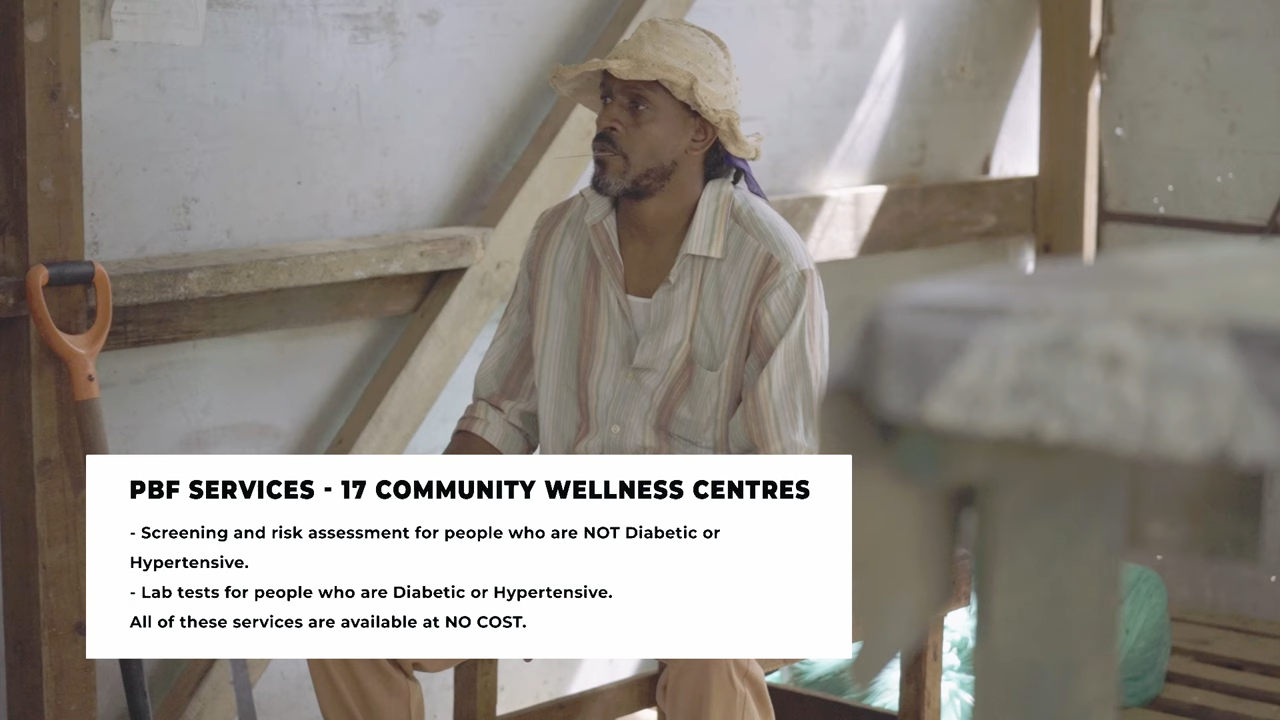 PBF SERVICES - 17 COMMUNITY WELLNESS CENTRES
- Screening and risk assessment for people who are NOT Diabetic or
Hypertensive.
- Lab tests for people who are Diabetic or Hypertensive.
All of these services are available at NO COST.